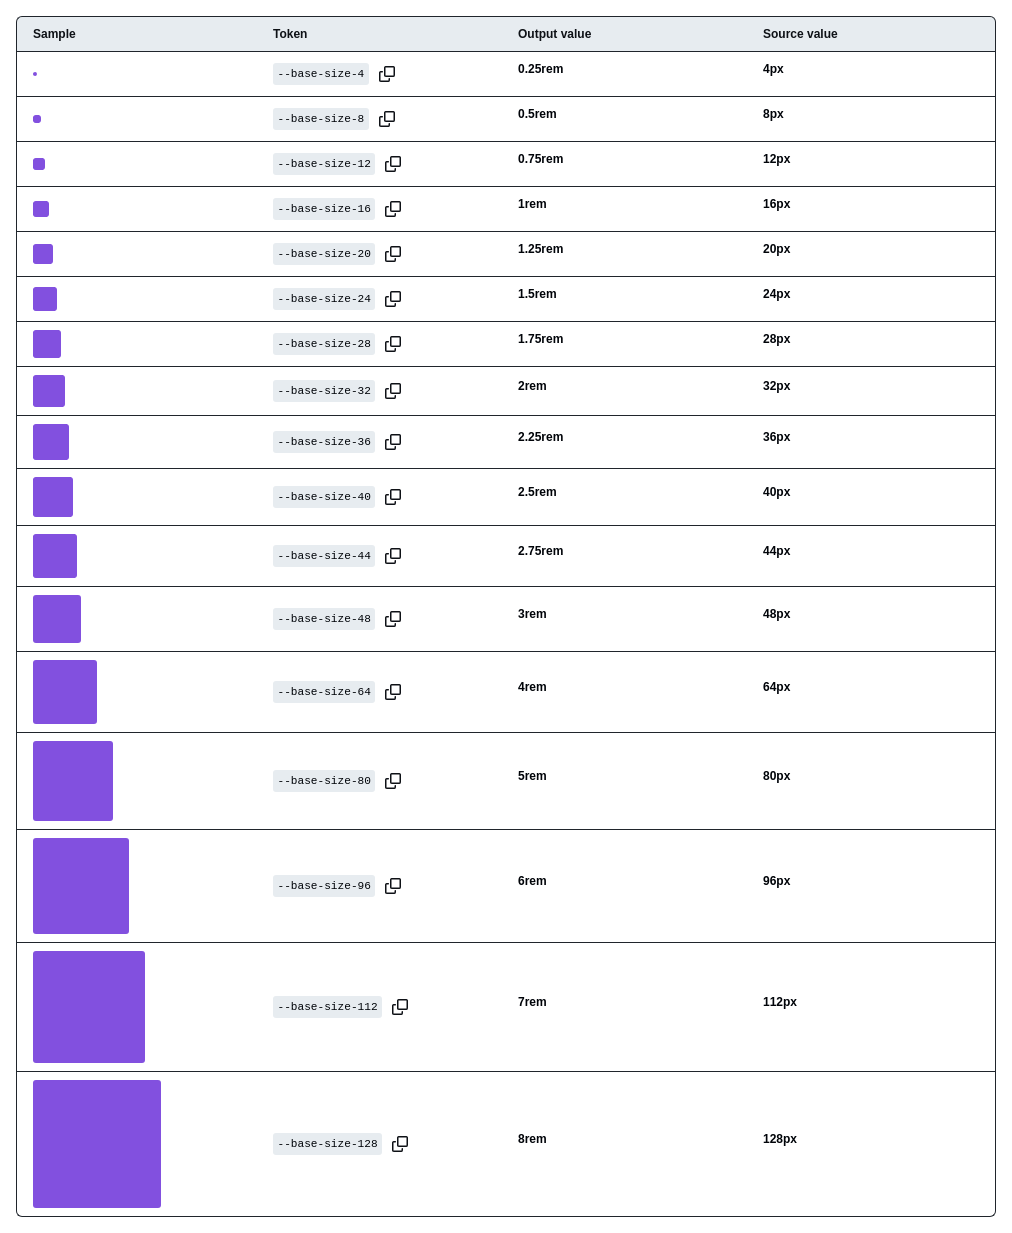 Sample Token Output value Source value
--base-size-4 0.25rem 4px
--base-size-8 0.5rem 8px
--base-size-12 0.75rem 12px
--base-size-16 1rem 16px
--base-size-20 1.25rem 20px
--base-size-24 1.5rem 24px
--base-size-28 1.75rem 28px
--base-size-32 2rem 32px
--base-size-36 2.25rem 36px
--base-size-40 2.5rem 40px
--base-size-44 2.75rem 44px
--base-size-48 3rem 48px
--base-size-64 4rem 64px
--base-size-80 5rem 80px
--base-size-96 6rem 96px
--base-size-112 7rem 112px
--base-size-128 8rem 128px